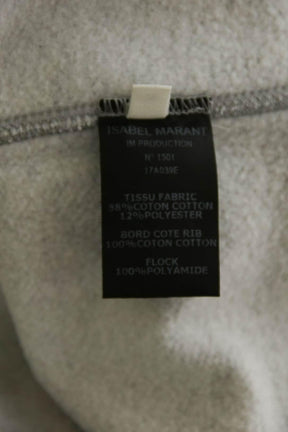 ISABEL MARANT
IM PRODUCTION
N° 1501
17A039E
TISSU FABRIC
88%COTON COTTON
12%POLYESTER
BORD COTE RIB
100%COTON COTTON
FLOCK
100%POLYAMIDE